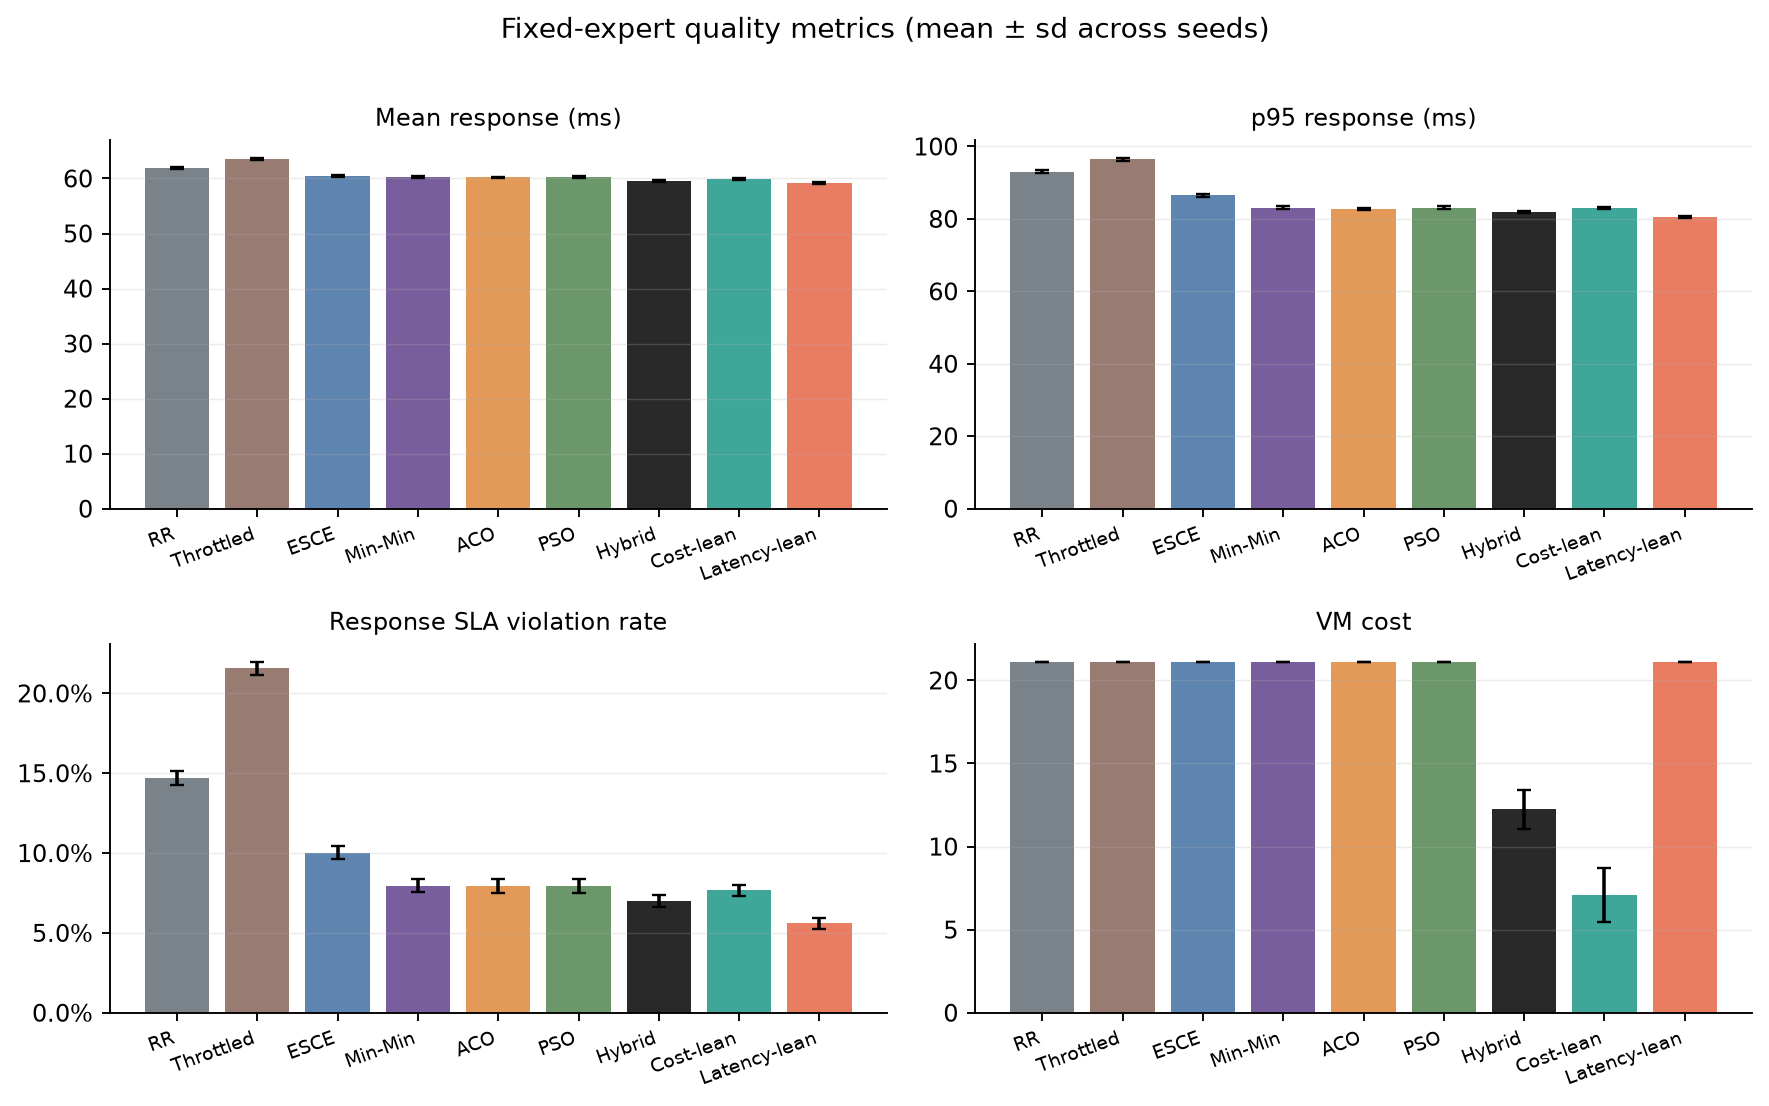 Fixed-expert quality metrics (mean ± sd across seeds)
Mean response (ms)
60
50
40
30
20
10
0
RR
Throttled
ESCE
Min-Min
ACO
PSO
Hybrid
Cost-lean
Latency-lean
p95 response (ms)
100
80
60
40
20
0
RR
Throttled
ESCE
Min-Min
ACO
PSO
Hybrid
Cost-lean
Latency-lean
Response SLA violation rate
20.0%
15.0%
10.0%
5.0%
0.0%
RR
Throttled
ESCE
Min-Min
ACO
PSO
Hybrid
Cost-lean
Latency-lean
VM cost
20
15
10
5
0
RR
Throttled
ESCE
Min-Min
ACO
PSO
Hybrid
Cost-lean
Latency-lean